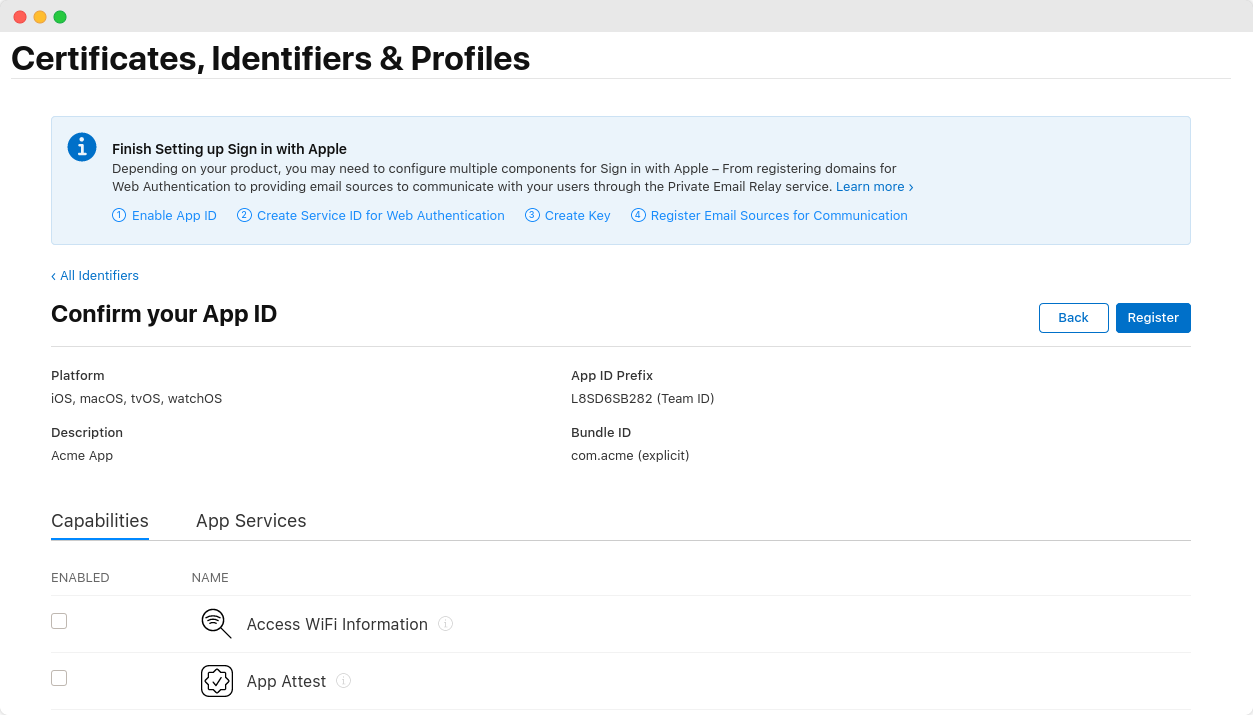 Certificates, Identifiers & Profiles
Finish Setting up Sign in with Apple
Depending on your product, you may need to configure multiple components for Sign in with Apple – From registering domains for
Web Authentication to providing email sources to communicate with your users through the Private Email Relay service. Learn more ›
1 Enable App ID 2 Create Service ID for Web Authentication 3 Create Key 4 Register Email Sources for Communication
‹ All Identifiers
Confirm your App ID
Back Register
Platform App ID Prefix
iOS, macOS, tvOS, watchOS L8SD6SB282 (Team ID)
Description Bundle ID
Acme App com.acme (explicit)
Capabilities App Services
ENABLED NAME
Access WiFi Information
App Attest